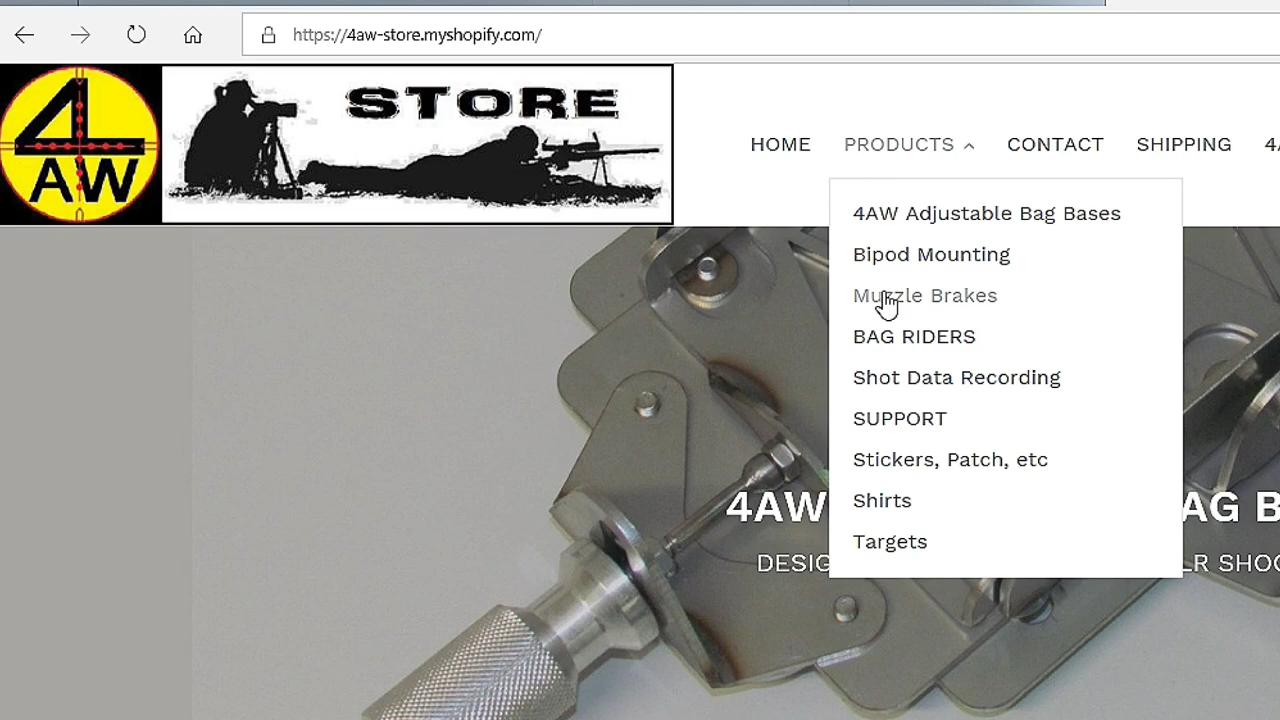 https://4aw-store.myshopify.com/
4
AW
STORE
HOME PRODUCTS CONTACT SHIPPING
4AW Adjustable Bag Bases
Bipod Mounting
Muzzle Brakes
BAG RIDERS
Shot Data Recording
SUPPORT
Stickers, Patch, etc
Shirts
Targets
4AW AG B
DESIG LR SHOO